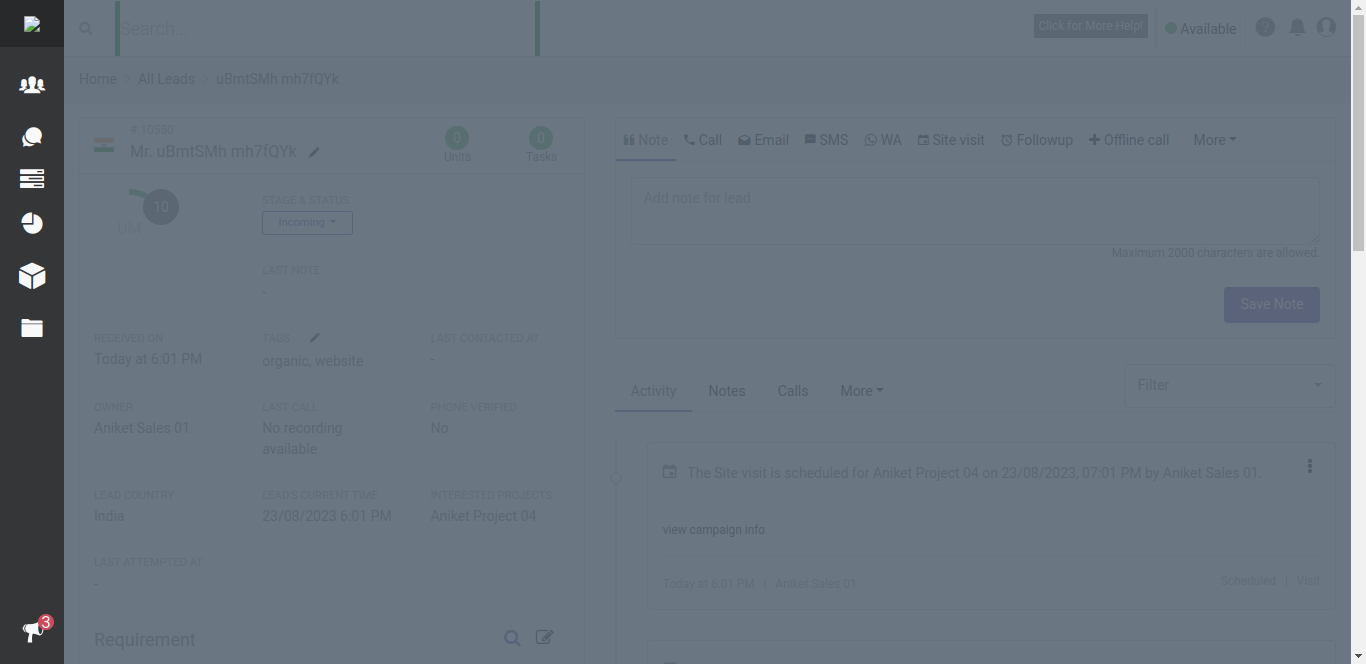 Search...
Click for More Help!
Available
?
Home > All Leads > uBmtSMh mh7fQYk
# 10550
Mr. uBmtSMh mh7fQYk
0
Units
0
Tasks
10
UM
STAGE & STATUS
Incoming
LAST NOTE
-
RECEIVED ON
Today at 6:01 PM
TAGS
organic, website
LAST CONTACTED AT
-
OWNER
Aniket Sales 01
LAST CALL
No recording
available
PHONE VERIFIED
No
LEAD COUNTRY
India
LEAD'S CURRENT TIME
23/08/2023 6:01 PM
INTERESTED PROJECTS
Aniket Project 04
LAST ATTEMPTED AT
-
Requirement
3
Note Call Email SMS WA Site visit Followup Offline call More
Add note for lead
Maximum 2000 characters are allowed.
Save Note
Activity Notes Calls More
Filter
The Site visit is scheduled for Aniket Project 04 on 23/08/2023, 07:01 PM by Aniket Sales 01.
view campaign info
Today at 6:01 PM | Aniket Sales 01
Scheduled | Visit